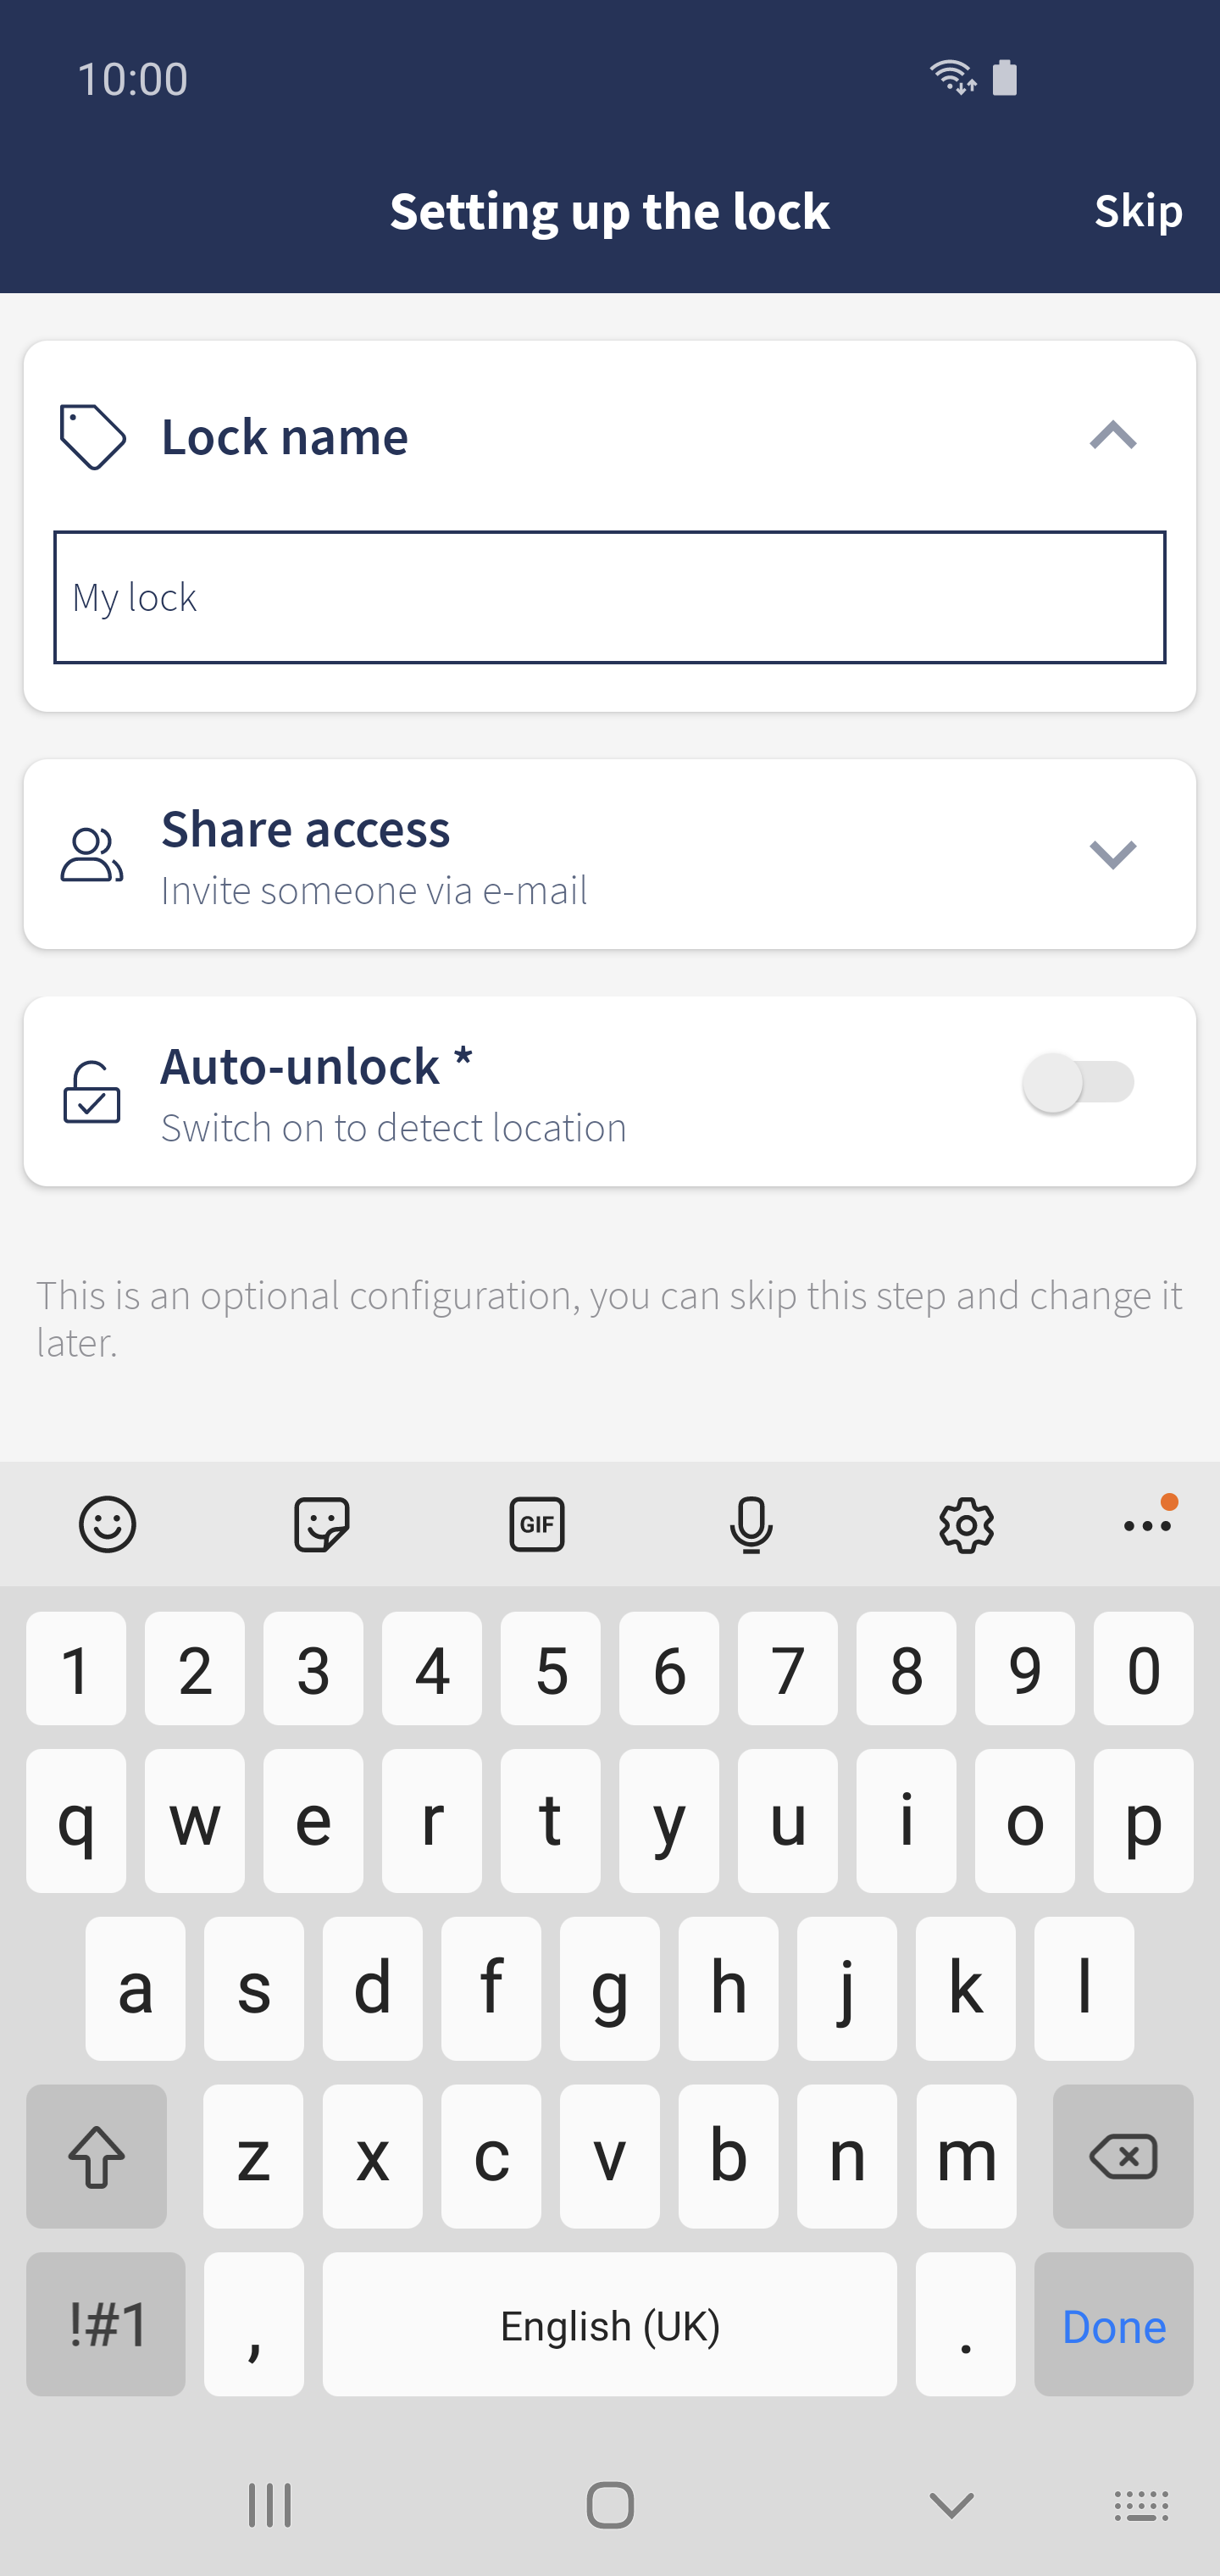 10:00
Setting up the lock
Skip
Lock name
My lock
Share access
Invite someone via e-mail
Auto-unlock *
Switch on to detect location
This is an optional configuration, you can skip this step and change it
later.
GIF
1 2 3 4 5 6 7 8 9 0
q w e r t y u i o p
a s d f g h j k l
z x c v b n m
!#1 , English (UK) . Done